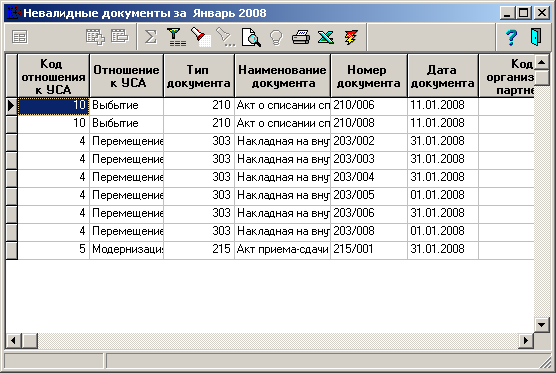 Невалидные документы за Январь 2008
Код отношения к УСА Отношение к УСА Тип документа Наименование документа Номер документа Дата документа Код организ партне
10 Выбытие 210 Акт о списании сп 210/006 11.01.2008
10 Выбытие 210 Акт о списании сп 210/008 11.01.2008
4 Перемещение 303 Накладная на вну 203/002 31.01.2008
4 Перемещение 303 Накладная на вну 203/003 31.01.2008
4 Перемещение 303 Накладная на вну 203/004 31.01.2008
4 Перемещение 303 Накладная на вну 203/005 01.01.2008
4 Перемещение 303 Накладная на вну 203/006 31.01.2008
4 Перемещение 303 Накладная на вну 203/008 01.01.2008
5 Модернизация 215 Акт приема-сдачи 215/001 31.01.2008